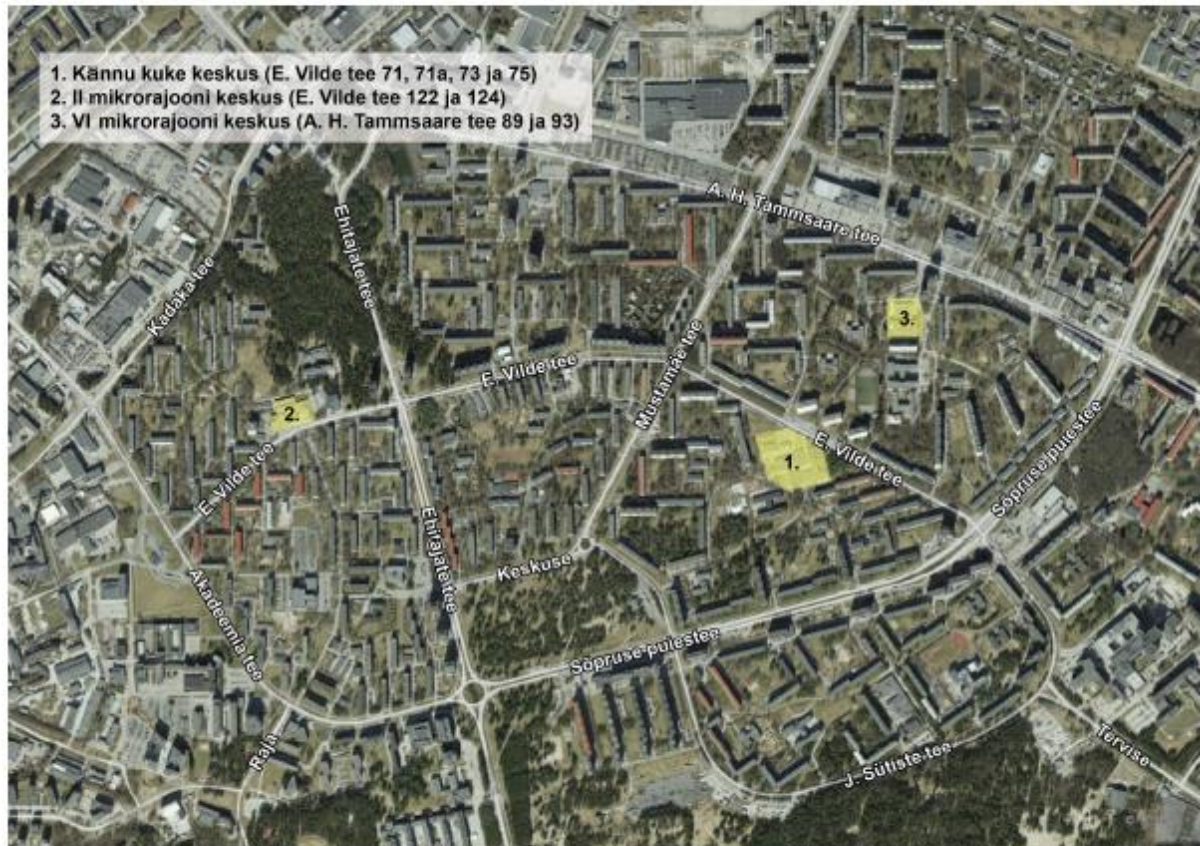 1. Kännu kuke keskus (E. Vilde tee 71, 71a, 73 ja 75)
2. II mikrorajooni keskus (E. Vilde tee 122 ja 124)
3. VI mikrorajooni keskus (A. H. Tammsaare tee 89 ja 93)
A. H. Tammsaare tee
Ehitajate tee
Kadaka tee
3.
E. Vilde tee
Mustamäe tee
2.
E. Vilde tee
1.
E. Vilde tee
Sõpruse puiestee
Ehitajate tee
Keskuse
Akadeemia tee
Sõpruse puiestee
Raja
J. Sütiste tee
Tervise